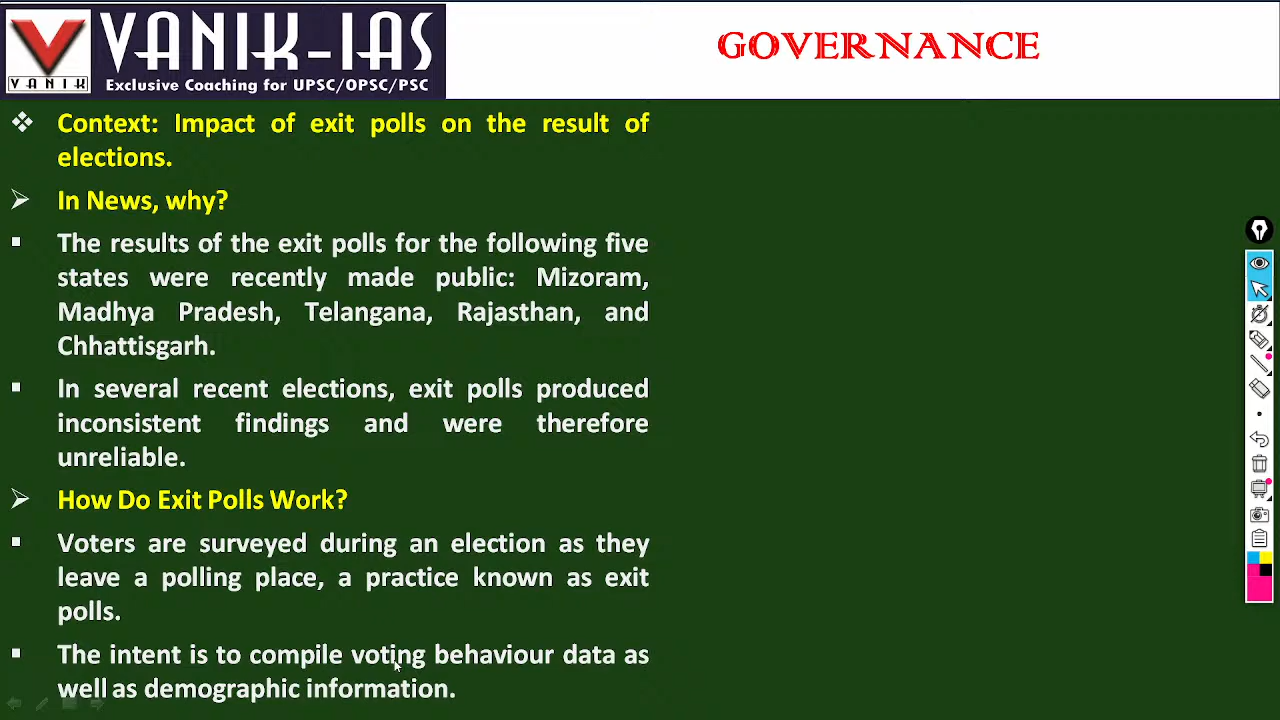 VANIK-IAS
VANIK
Exclusive Coaching for UPSC/OPSC/PSC
GOVERNANCE
Context: Impact of exit polls on the result of
elections.
In News, why?
The results of the exit polls for the following five
states were recently made public: Mizoram,
Madhya Pradesh, Telangana, Rajasthan, and
Chhattisgarh.
In several recent elections, exit polls produced
inconsistent findings and were therefore
unreliable.
How Do Exit Polls Work?
Voters are surveyed during an election as they
leave a polling place, a practice known as exit
polls.
The intent is to compile voting behaviour data as
well as demographic information.